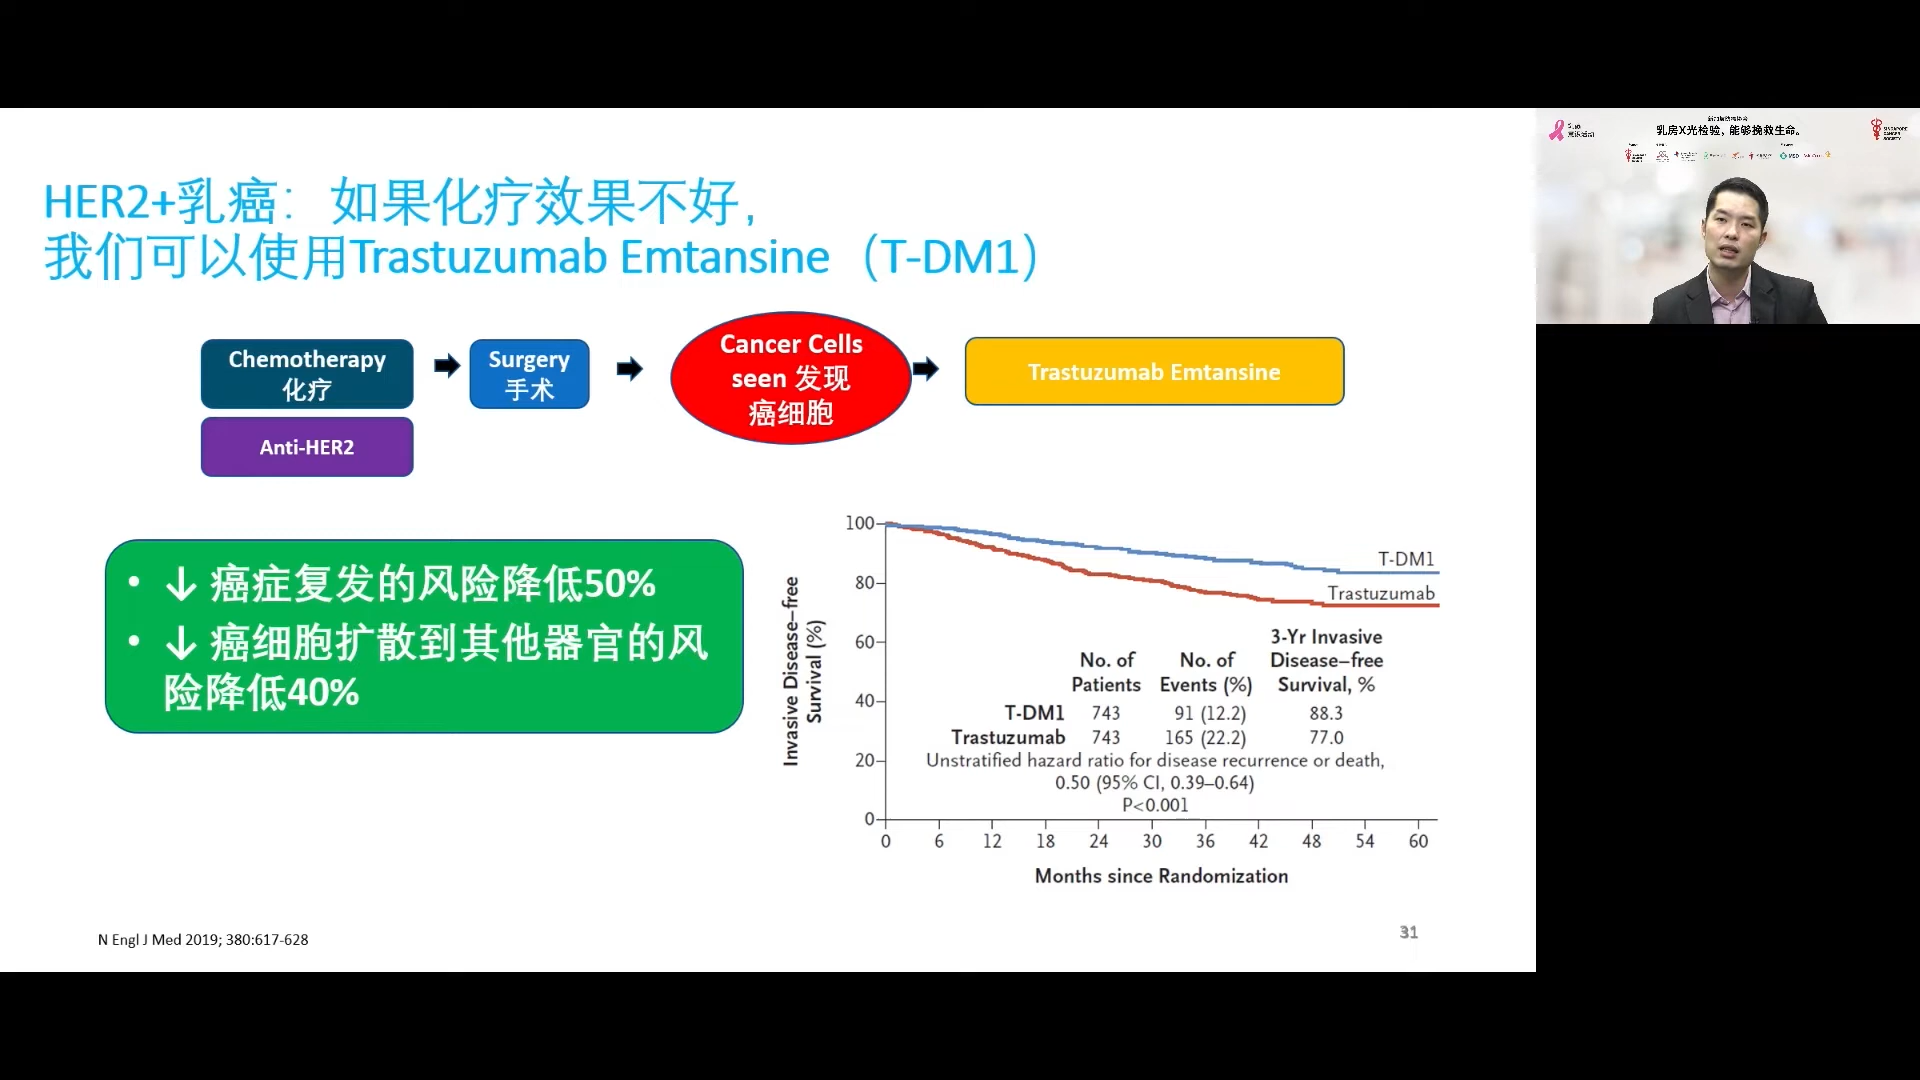 HER2+乳癌：如果化疗效果不好，
我们可以使用Trastuzumab Emtansine（T-DM1）
Chemotherapy
化疗
Anti-HER2
Surgery
手术
Cancer Cells
seen 发现
癌细胞
Trastuzumab Emtansine
• ↓ 癌症复发的风险降低50%
• ↓ 癌细胞扩散到其他器官的风
险降低40%
Invasive Disease–free
Survival (%)
100
80
60
40
20
0
T-DM1
Trastuzumab
No. of
Patients
No. of
Events (%)
3-Yr Invasive
Disease–free
Survival, %
T-DM1 743 91 (12.2) 88.3
Trastuzumab 743 165 (22.2) 77.0
Unstratified hazard ratio for disease recurrence or death,
0.50 (95% CI, 0.39–0.64)
P<0.001
0 6 12 18 24 30 36 42 48 54 60
Months since Randomization
N Engl J Med 2019; 380:617-628
31
乳房X光检验，能够挽救生命。
SINGAPORE
CANCER
SOCIETY
MSD